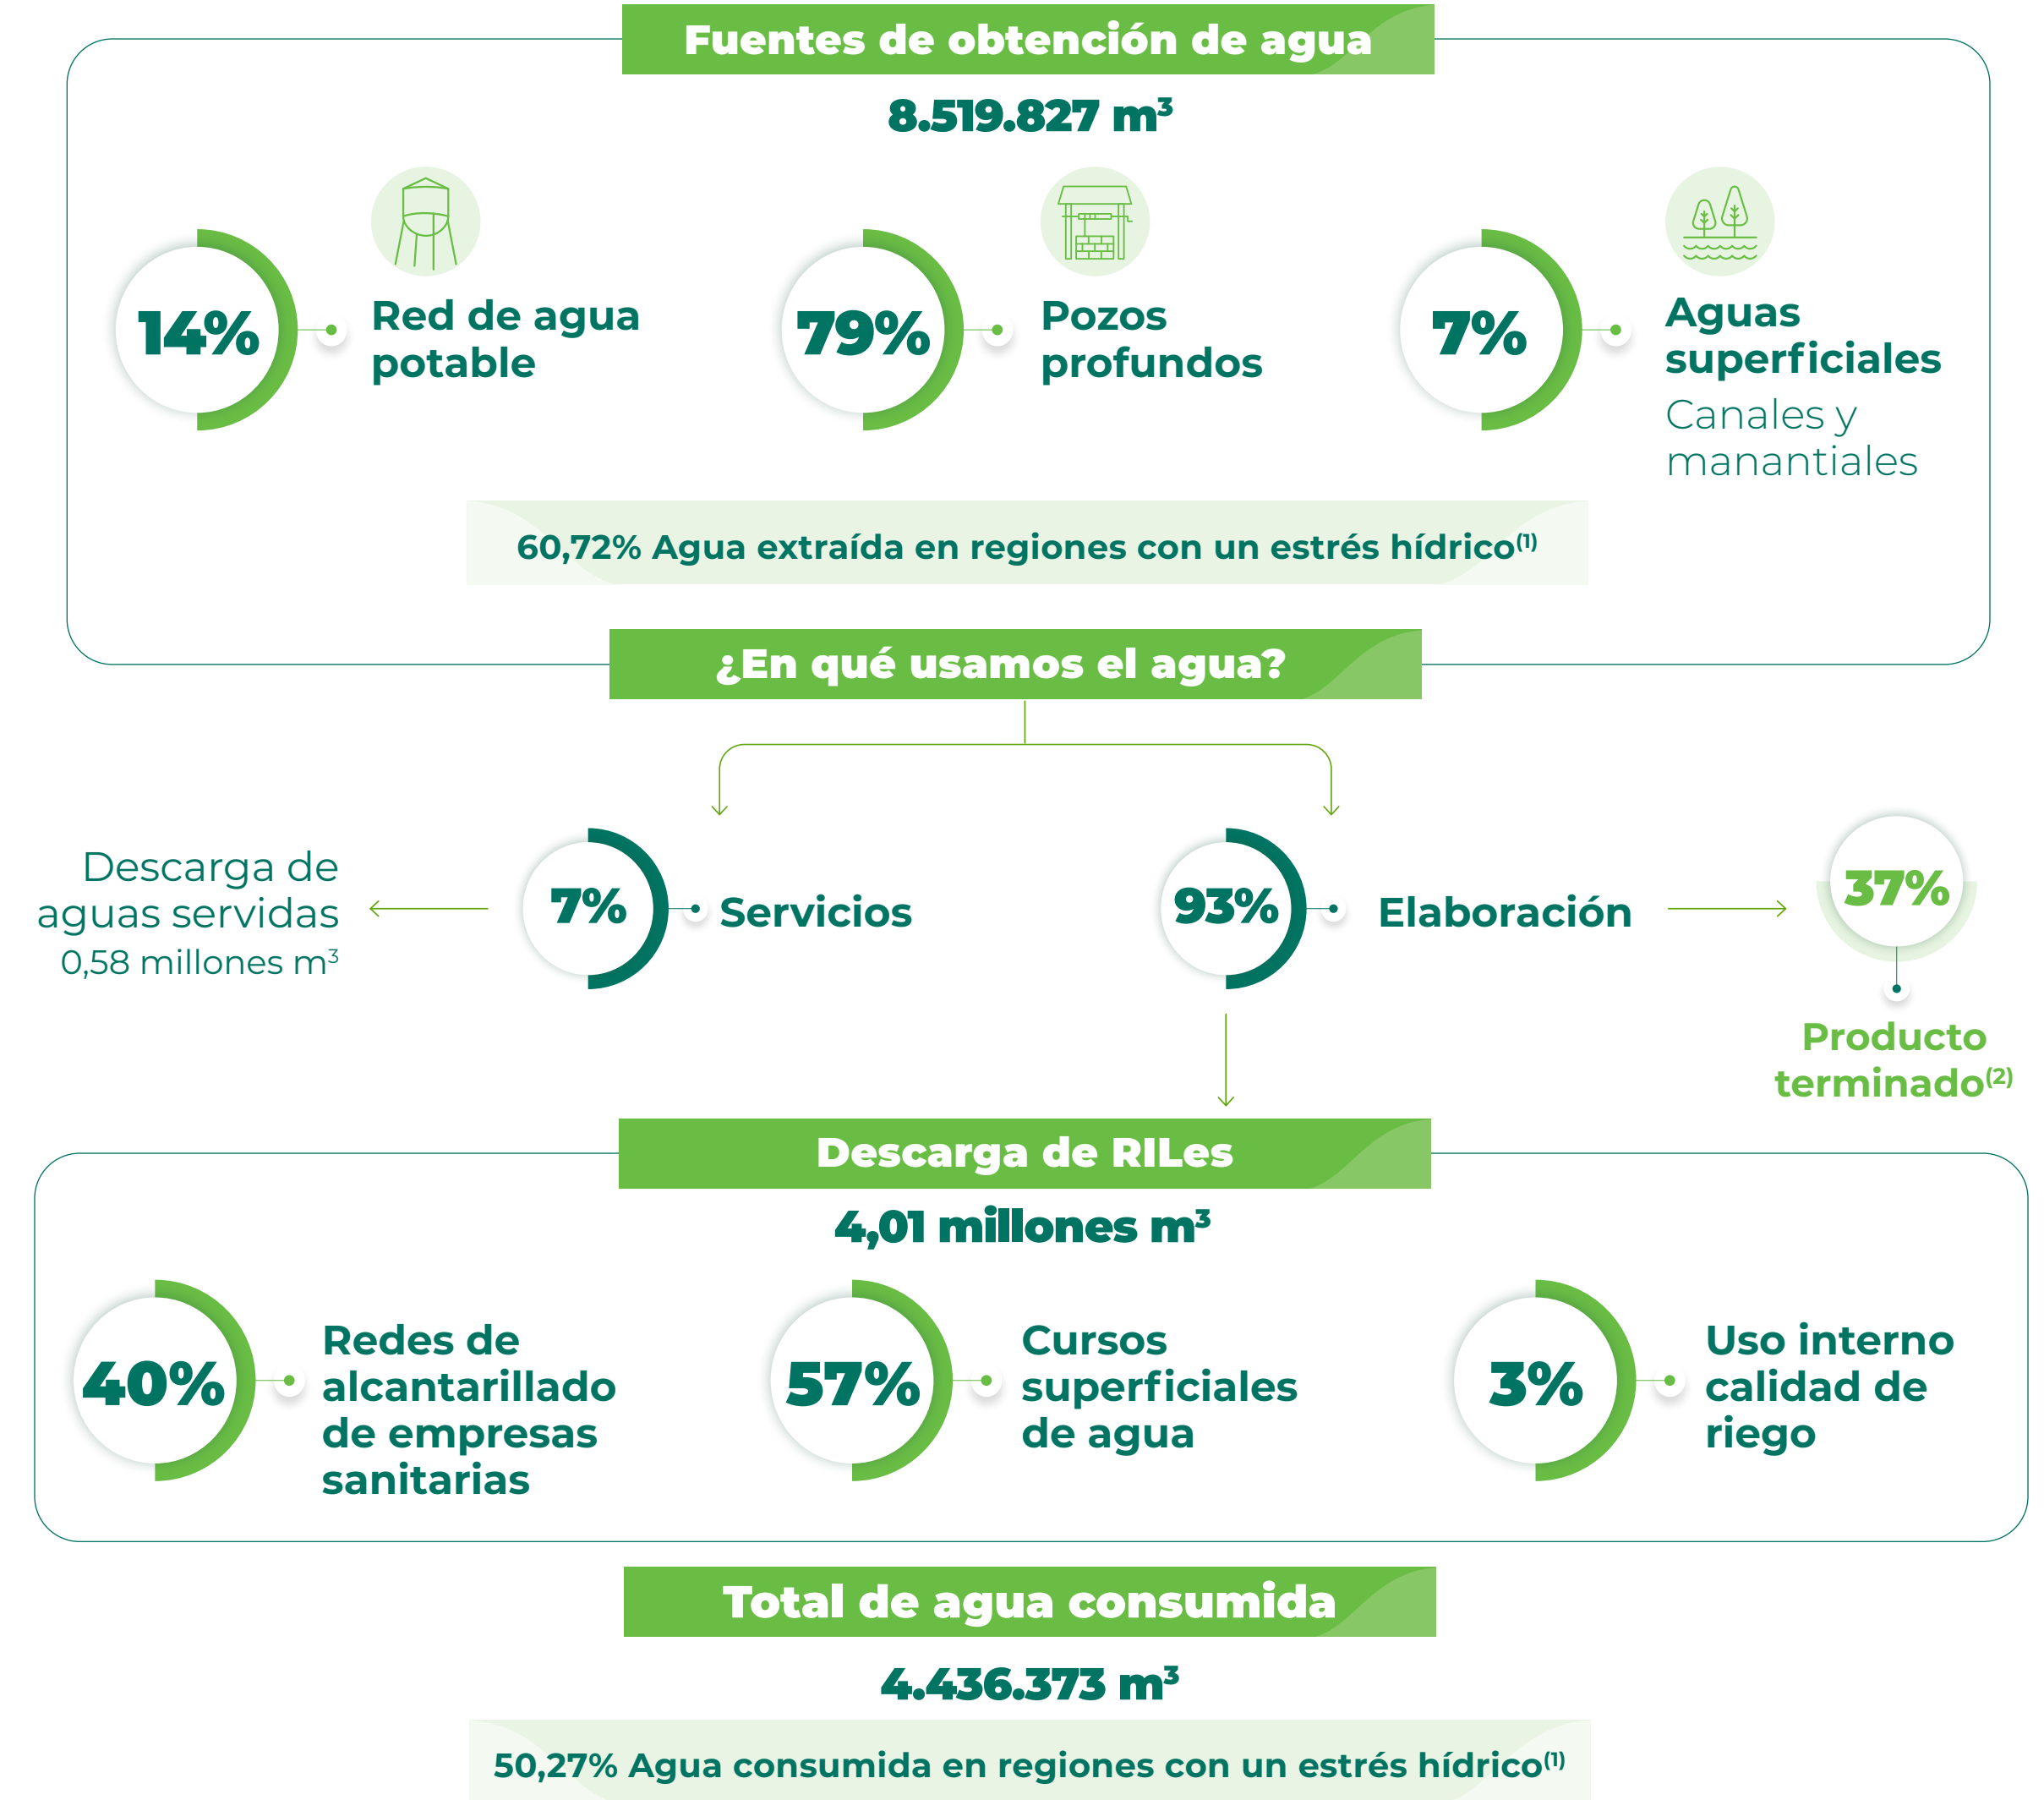 Fuentes de obtención de agua
8.519.827 m³
14%
Red de agua
potable
79%
Pozos
profundos
7%
Aguas
superficiales
Canales y
manantiales
60,72% Agua extraída en regiones con un estrés hídrico⁽¹⁾
¿En qué usamos el agua?
Descarga de
aguas servidas
0,58 millones m³
7%
Servicios
93%
Elaboración
37%
Producto
terminado⁽²⁾
Descarga de RILes
4,01 millones m³
40%
Redes de
alcantarillado
de empresas
sanitarias
57%
Cursos
superficiales
de agua
3%
Uso interno
calidad de
riego
Total de agua consumida
4.436.373 m³
50,27% Agua consumida en regiones con un estrés hídrico⁽¹⁾